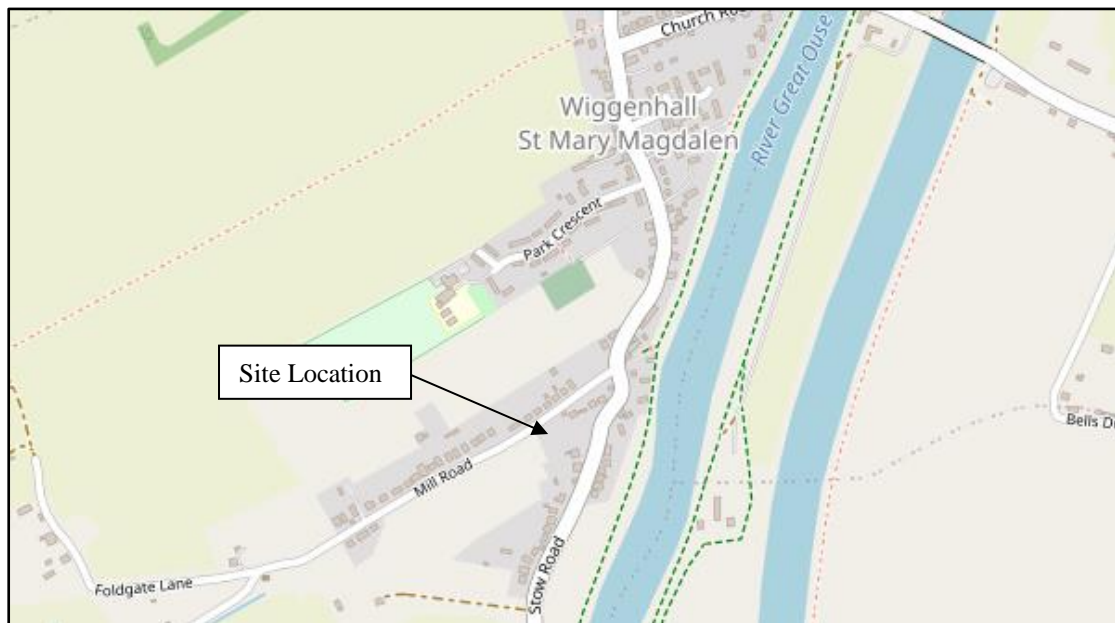 Church Ro
Wiggenhall
St Mary Magdalen
River Great Ouse
Park Crescent
Site Location
Bells D
Mill Road
Foldgate Lane
Stow Road